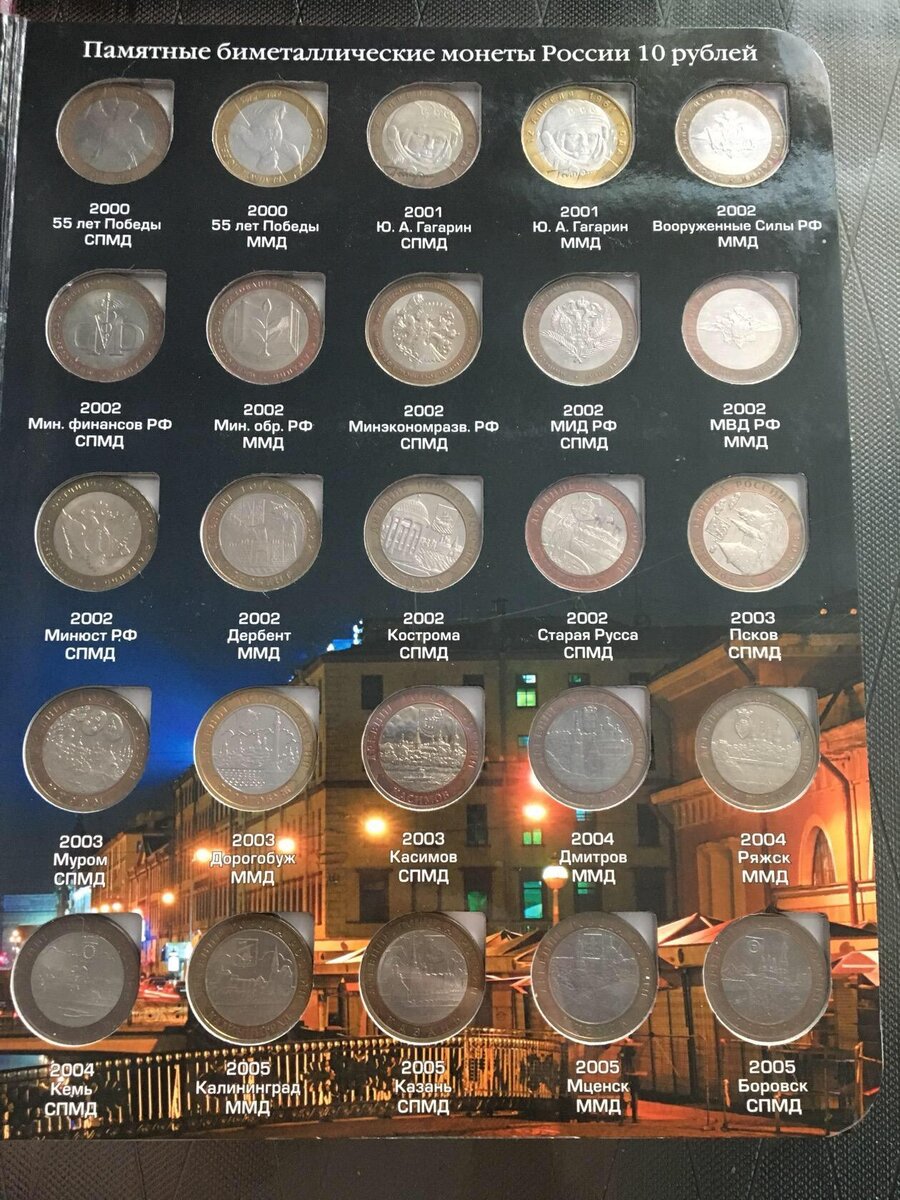 Памятные биметаллические монеты России 10 рублей
2000
55 лет Победы
СПМД
2000
55 лет Победы
ММД
2001
Ю. А. Гагарин
СПМД
2001
Ю. А. Гагарин
ММД
2002
Вооруженные Силы РФ
ММД
2002
Мин. финансов РФ
СПМД
2002
Мин. обр. РФ
ММД
2002
Минэкономразв. РФ
СПМД
2002
МИД РФ
СПМД
2002
МВД РФ
ММД
2002
Минюст РФ
СПМД
2002
Дербент
ММД
2002
Кострома
СПМД
2002
Старая Русса
СПМД
2003
Псков
СПМД
2003
Муром
СПМД
2003
Дорогобуж
ММД
2003
Касимов
СПМД
2004
Дмитров
ММД
2004
Ряжск
ММД
2004
Кемь
СПМД
2005
Калининград
ММД
2005
Казань
СПМД
2005
Мценск
ММД
2005
Боровск
СПМД